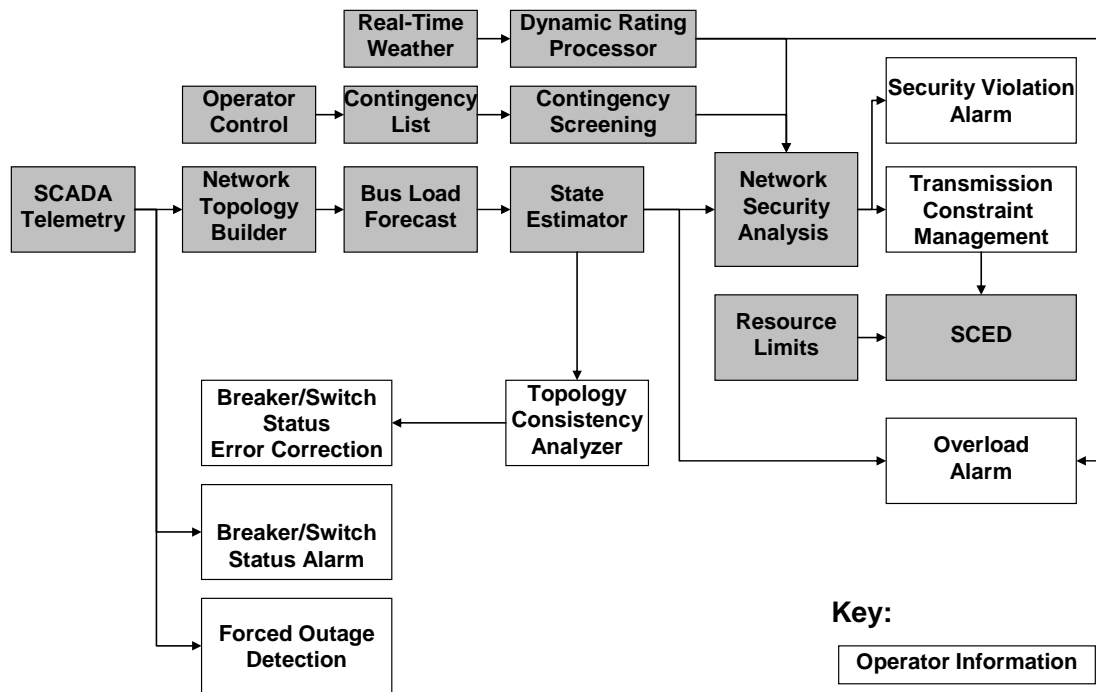 Real-Time
Weather
Dynamic Rating
Processor
Operator
Control
Contingency
List
Contingency
Screening
Security Violation
Alarm
SCADA
Telemetry
Network
Topology
Builder
Bus Load
Forecast
State
Estimator
Network
Security
Analysis
Transmission
Constraint
Management
Resource
Limits
SCED
Breaker/Switch
Status
Error Correction
Topology
Consistency
Analyzer
Overload
Alarm
Breaker/Switch
Status Alarm
Forced Outage
Detection
Key:
Operator Information